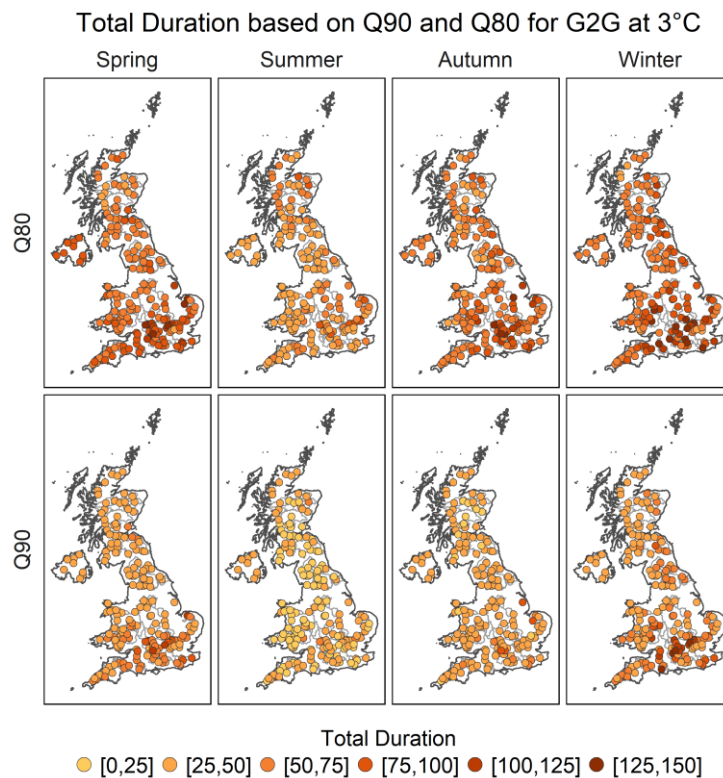 Total Duration based on Q90 and Q80 for G2G at 3°C
Spring Summer Autumn Winter
Q80
Q90
Total Duration
[0,25] [25,50] [50,75] [75,100] [100,125] [125,150]